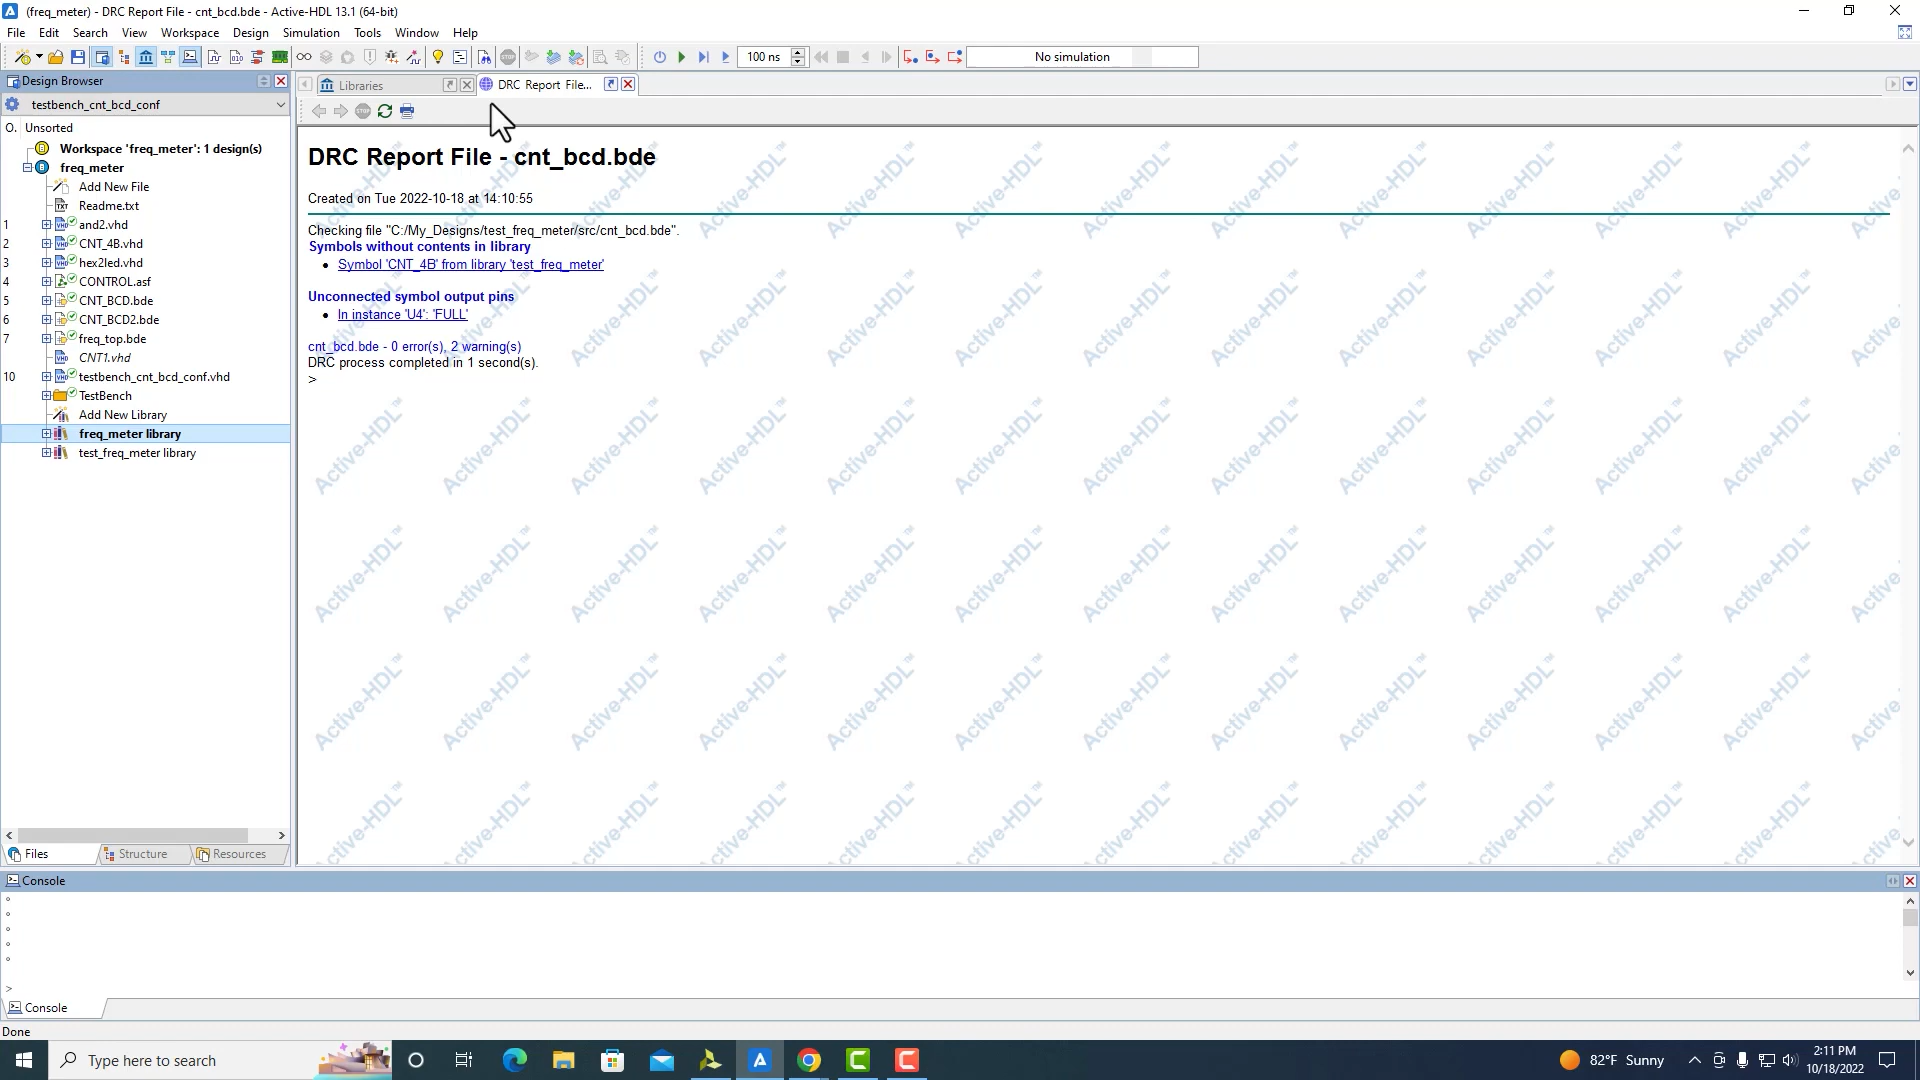 (freq_meter) - DRC Report File - cnt_bcd.bde - Active-HDL 13.1 (64-bit)
File Edit Search View Workspace Design Simulation Tools Window Help
100 ns
No simulation
Design Browser
Libraries
DRC Report File...
testbench_cnt_bcd_conf
O. Unsorted
Workspace 'freq_meter': 1 design(s)
freq_meter
Add New File
Readme.txt
1 and2.vhd
2 CNT_4B.vhd
3 hex2led.vhd
4 CONTROL.asf
5 CNT_BCD.bde
6 CNT_BCD2.bde
7 freq_top.bde
CNT1.vhd
10 testbench_cnt_bcd_conf.vhd
TestBench
Add New Library
freq_meter library
test_freq_meter library
Files Structure Resources
DRC Report File - cnt_bcd.bde
Created on Tue 2022-10-18 at 14:10:55
Checking file "C:/My_Designs/test_freq_meter/src/cnt_bcd.bde".
Symbols without contents in library
• Symbol 'CNT_4B' from library 'test_freq_meter'
Unconnected symbol output pins
• In instance 'U4': 'FULL'
cnt_bcd.bde - 0 error(s), 2 warning(s)
DRC process completed in 1 second(s).
>
Active-HDL™
Console
>
Console
Done
Type here to search
82°F Sunny
2:11 PM
10/18/2022